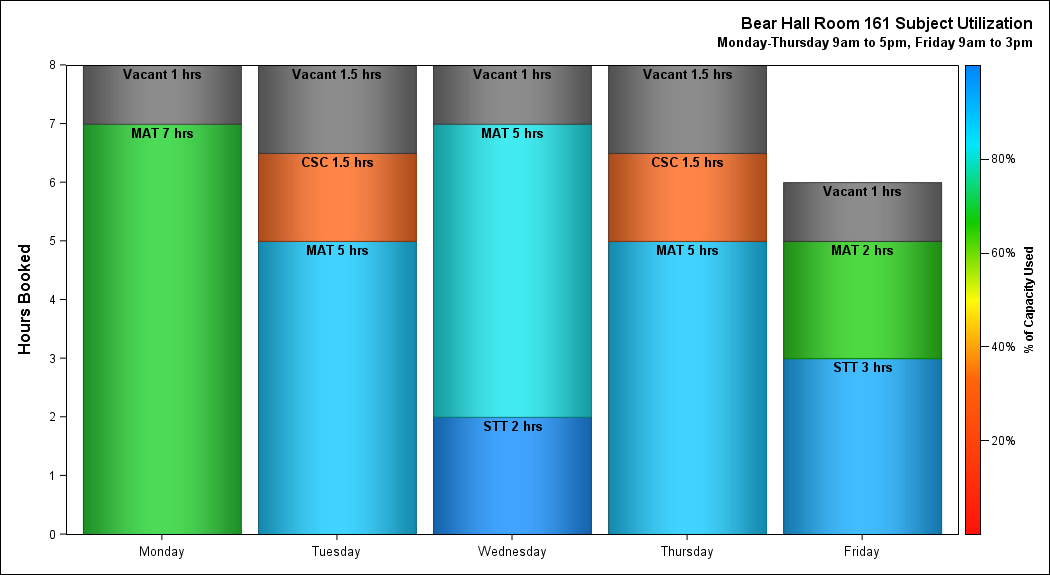 Bear Hall Room 161 Subject Utilization
Monday-Thursday 9am to 5pm, Friday 9am to 3pm
Hours Booked
8
7
6
5
4
3
2
1
0
Vacant 1 hrs
MAT 7 hrs
Vacant 1.5 hrs
CSC 1.5 hrs
MAT 5 hrs
Vacant 1 hrs
MAT 5 hrs
STT 2 hrs
Vacant 1.5 hrs
CSC 1.5 hrs
MAT 5 hrs
Vacant 1 hrs
MAT 2 hrs
STT 3 hrs
Monday
Tuesday
Wednesday
Thursday
Friday
80%
60%
40%
20%
% of Capacity Used